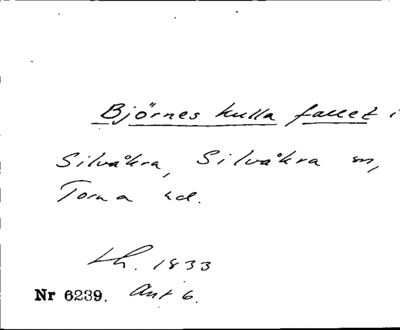 Björnes kulla fallet i
Silvåkra, Silvåkra sn,
Torna hd.
Lh. 1833
Nr 6239. Ant 6.